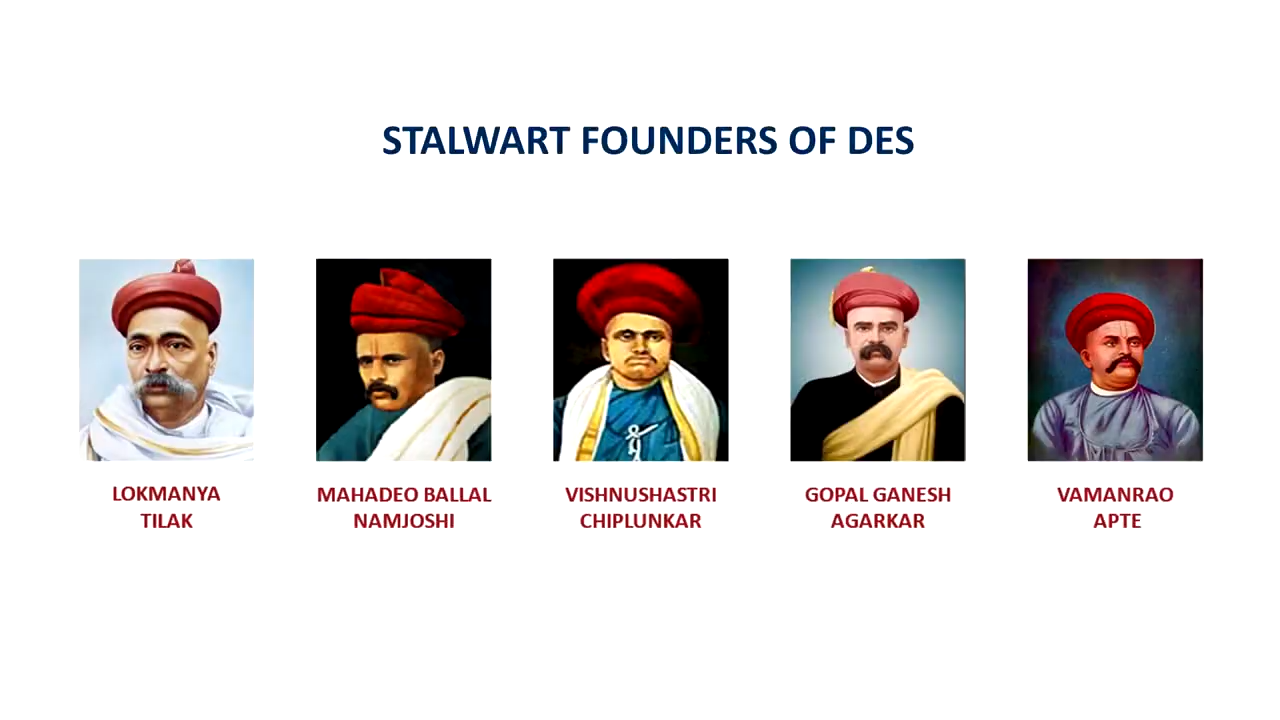 STALWART FOUNDERS OF DES
LOKMANYA
TILAK
MAHADEO BALLAL
NAMJOSHI
VISHNUSHASTRI
CHIPLUNKAR
GOPAL GANESH
AGARKAR
VAMANRAO
APTE